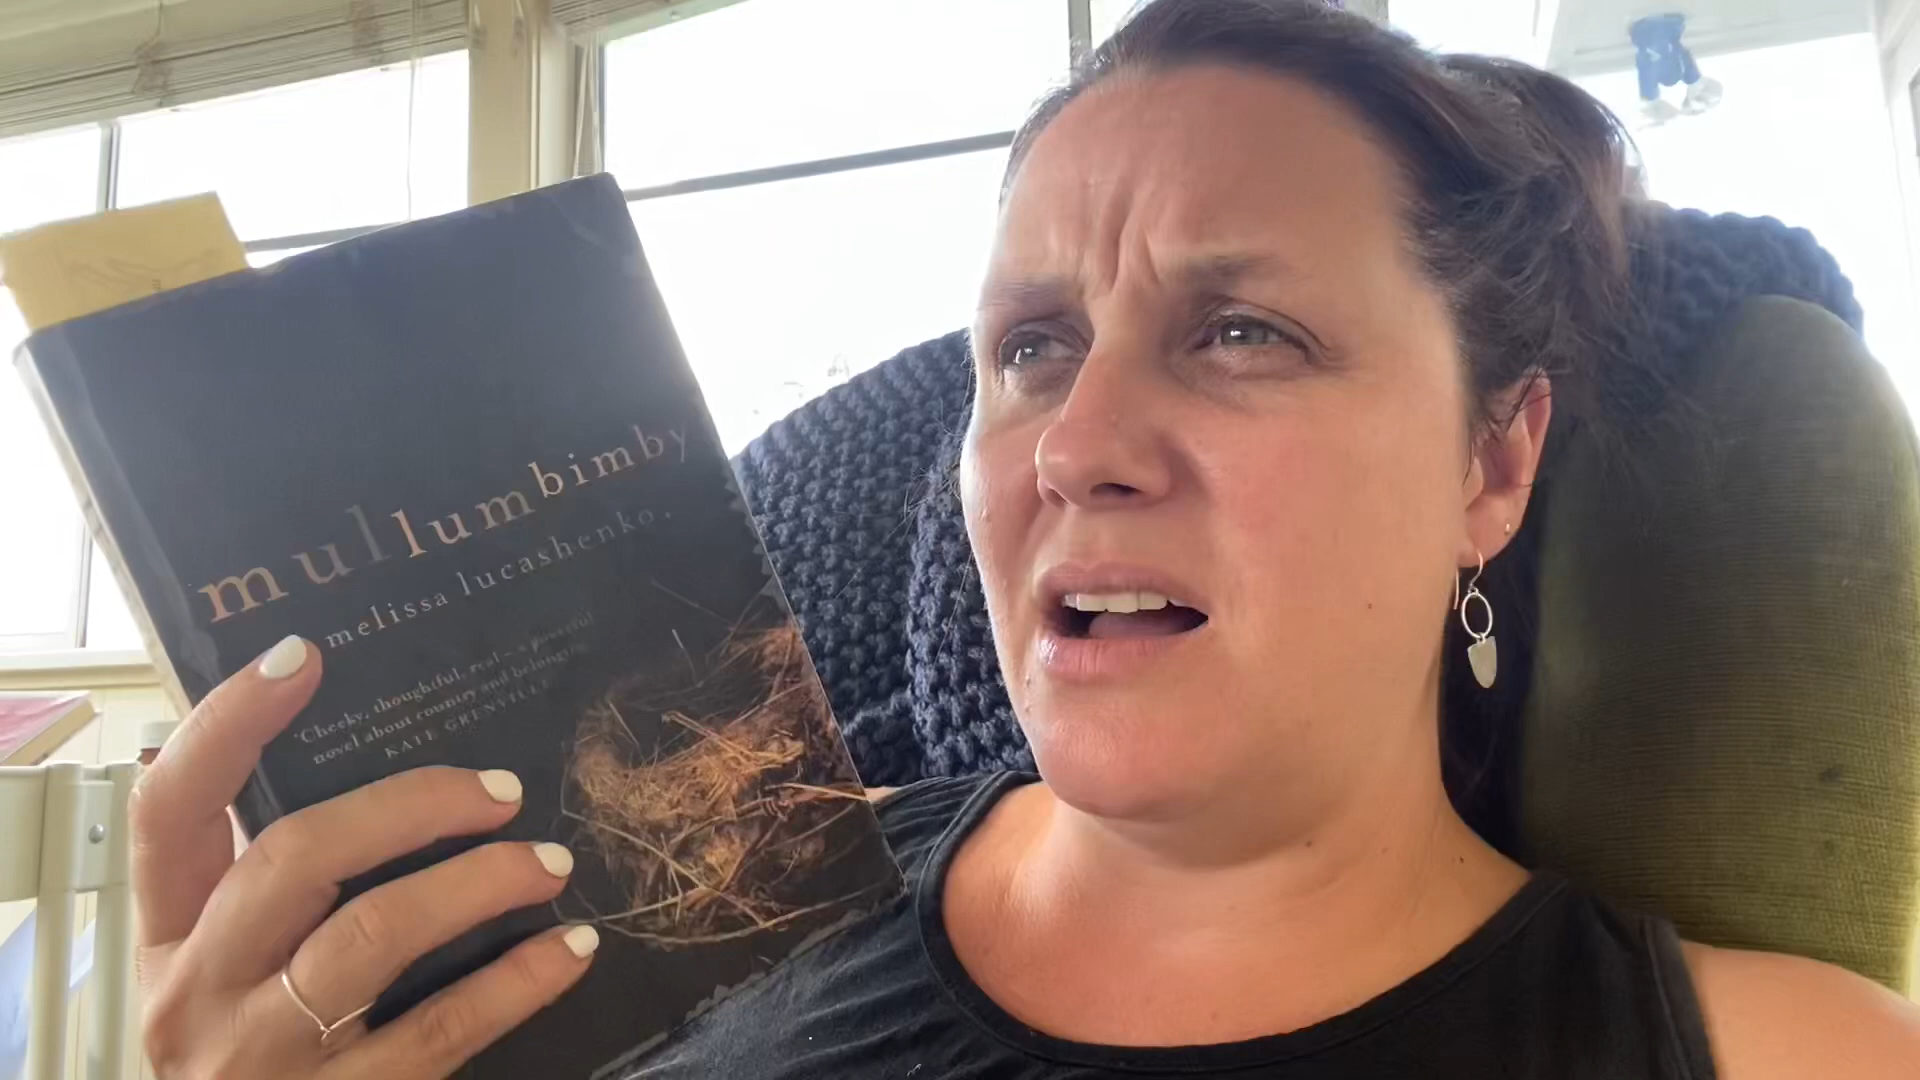 mullumbimby
melissa lucashenko.
'Cheeky, thoughtful, real – a powerful
novel about country and belonging.'
KATE GRENVILLE